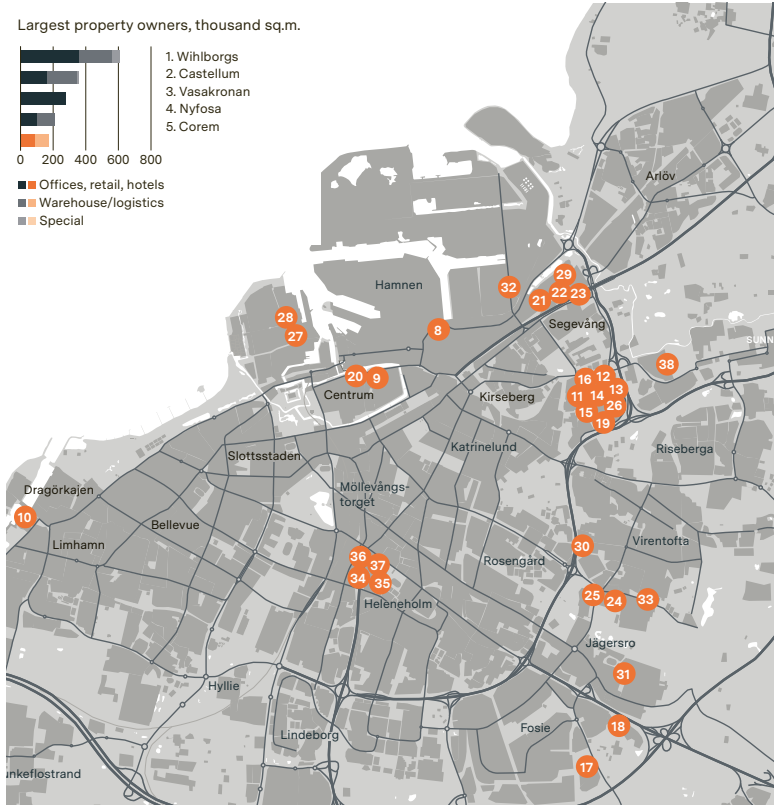 Largest property owners, thousand sq.m.
1. Wihlborgs
2. Castellum
3. Vasakronan
4. Nyfosa
5. Corem
0 200 400 600 800
Offices, retail, hotels
Warehouse/logistics
Special
Arlöv
29
Hamnen
32
22
23
21
28
Segevång
8
27
SUNN
38
20
9
16
12
13
Centrum
Kirseberg
11
14
26
15
19
Katrinelund
Riseberga
Slottsstaden
Dragörkajen
Möllevångs-
torget
10
Bellevue
Limhamn
Virentofta
30
36
Rosengård
37
34
35
25
24
33
Heleneholm
Jägersro
31
Hyllie
18
Lindeborg
Fosie
17
unkeflostrand